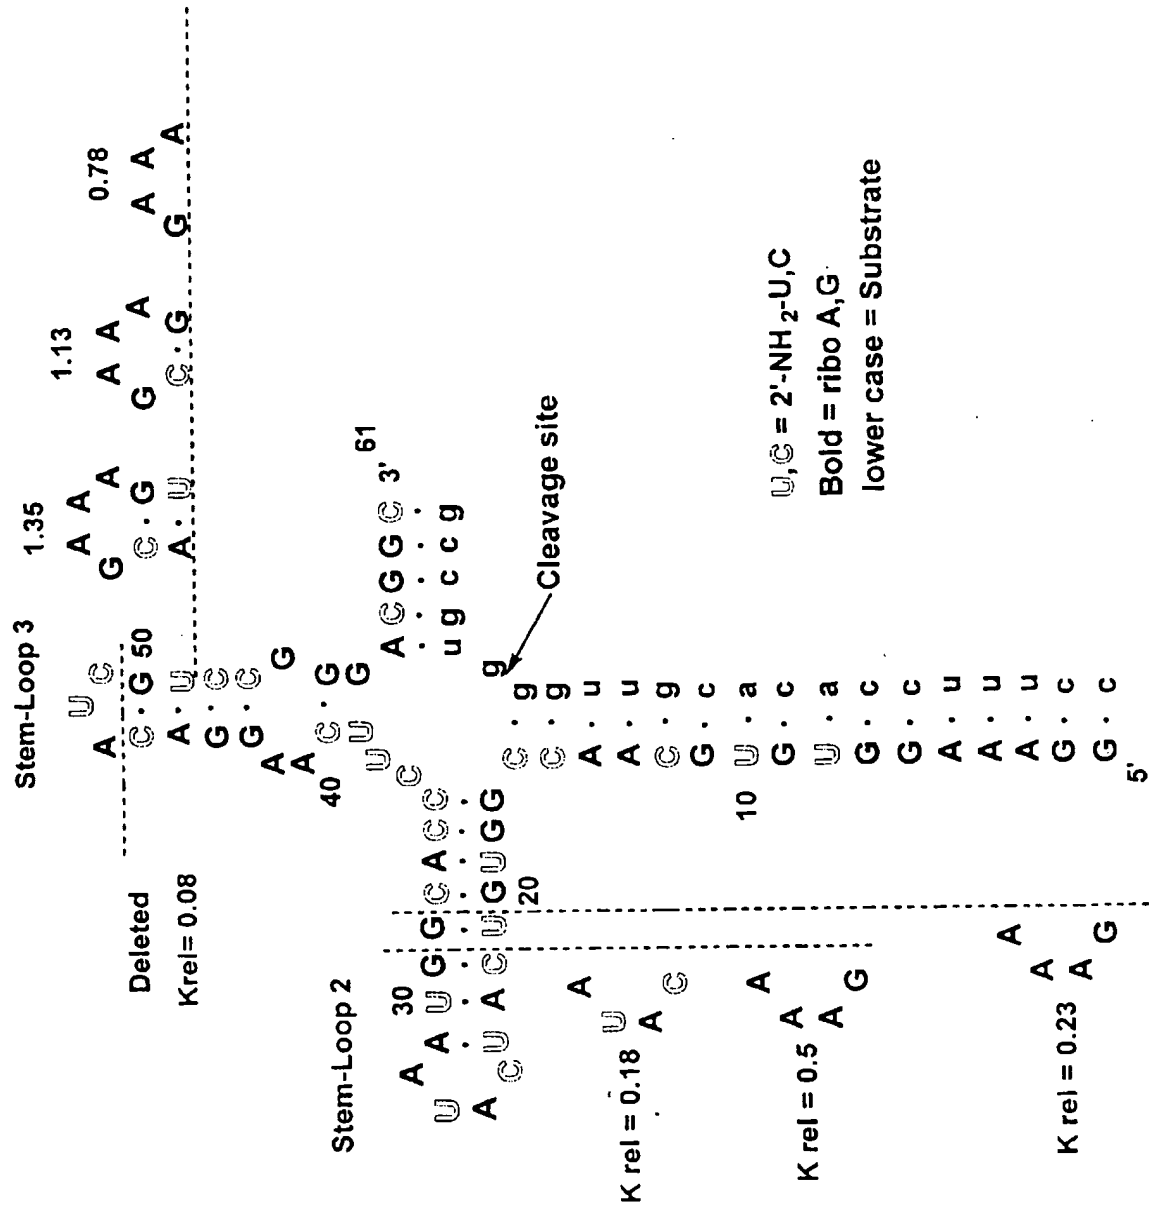 Stem-Loop 3
1.35
1.13
0.78
A U C
G A A A
G A A A
G A A A
C · G 50
C · G
A · U
A · U
C · G
Deleted
Krel= 0.08
G C
G C
A G
A
40
C · G
U G
U
C
A C G G C 3' 61
· · · · ·
u g c c g
Stem-Loop 2
30
U A A U G G C A C C
· · · · · · · ·
A C U A C U G U G G
20
g
Cleavage site
C · g
C · g
A · u
A · u
C · g
G · c
10 U · a
G · c
U · a
G · c
G · c
A · u
A · u
A · u
G · c
G · c
5'
A U A C
K rel = 0.18
A A A G
K rel = 0.5
A A A G
K rel = 0.23
U,C = 2'-NH2-U,C
Bold = ribo A,G
lower case = Substrate